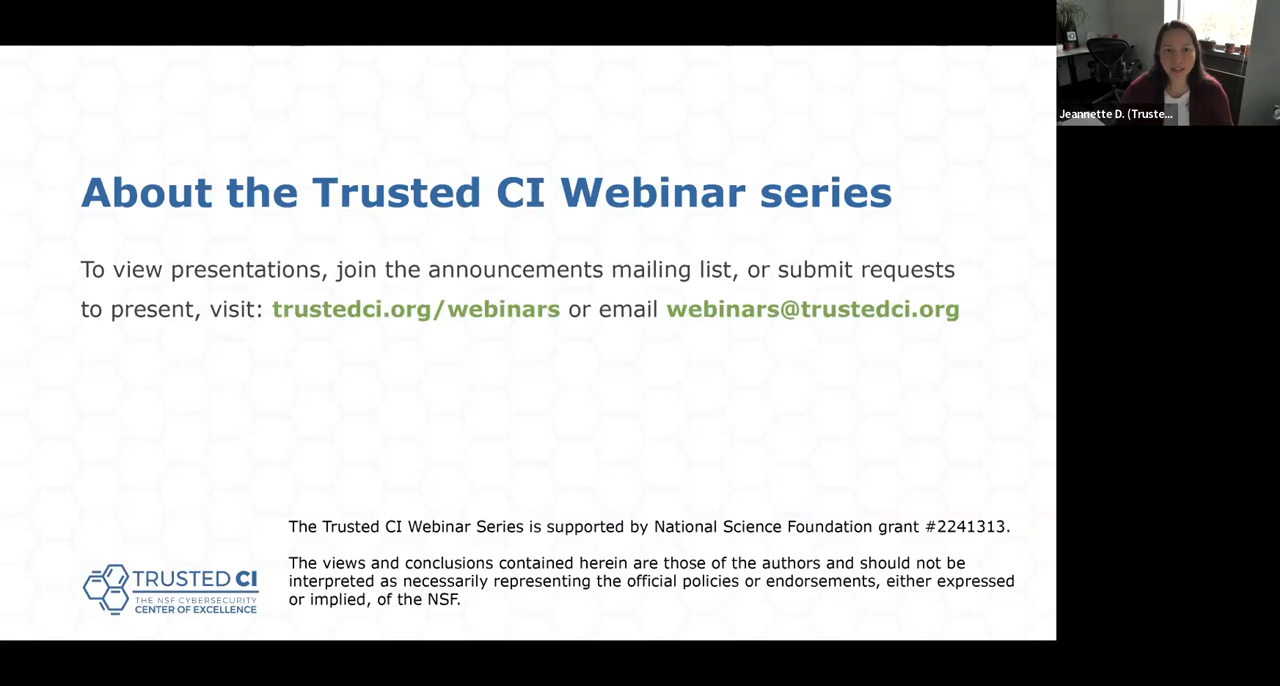 About the Trusted CI Webinar series
To view presentations, join the announcements mailing list, or submit requests
to present, visit: trustedci.org/webinars or email webinars@trustedci.org
The Trusted CI Webinar Series is supported by National Science Foundation grant #2241313.
The views and conclusions contained herein are those of the authors and should not be
interpreted as necessarily representing the official policies or endorsements, either expressed
or implied, of the NSF.
TRUSTED CI
THE NSF CYBERSECURITY
CENTER OF EXCELLENCE
Jeannette D. (Truste...